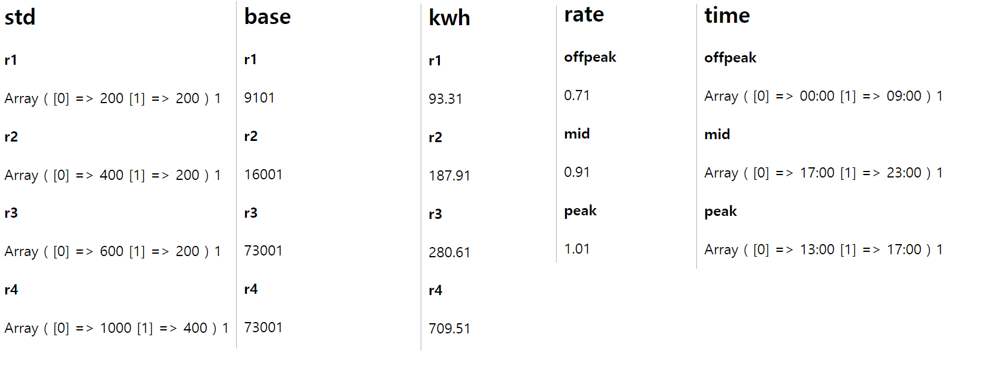 std
r1
Array ( [0] => 200 [1] => 200 ) 1
r2
Array ( [0] => 400 [1] => 200 ) 1
r3
Array ( [0] => 600 [1] => 200 ) 1
r4
Array ( [0] => 1000 [1] => 400 ) 1
base
r1
9101
r2
16001
r3
73001
r4
73001
kwh
r1
93.31
r2
187.91
r3
280.61
r4
709.51
rate
offpeak
0.71
mid
0.91
peak
1.01
time
offpeak
Array ( [0] => 00:00 [1] => 09:00 ) 1
mid
Array ( [0] => 17:00 [1] => 23:00 ) 1
peak
Array ( [0] => 13:00 [1] => 17:00 ) 1